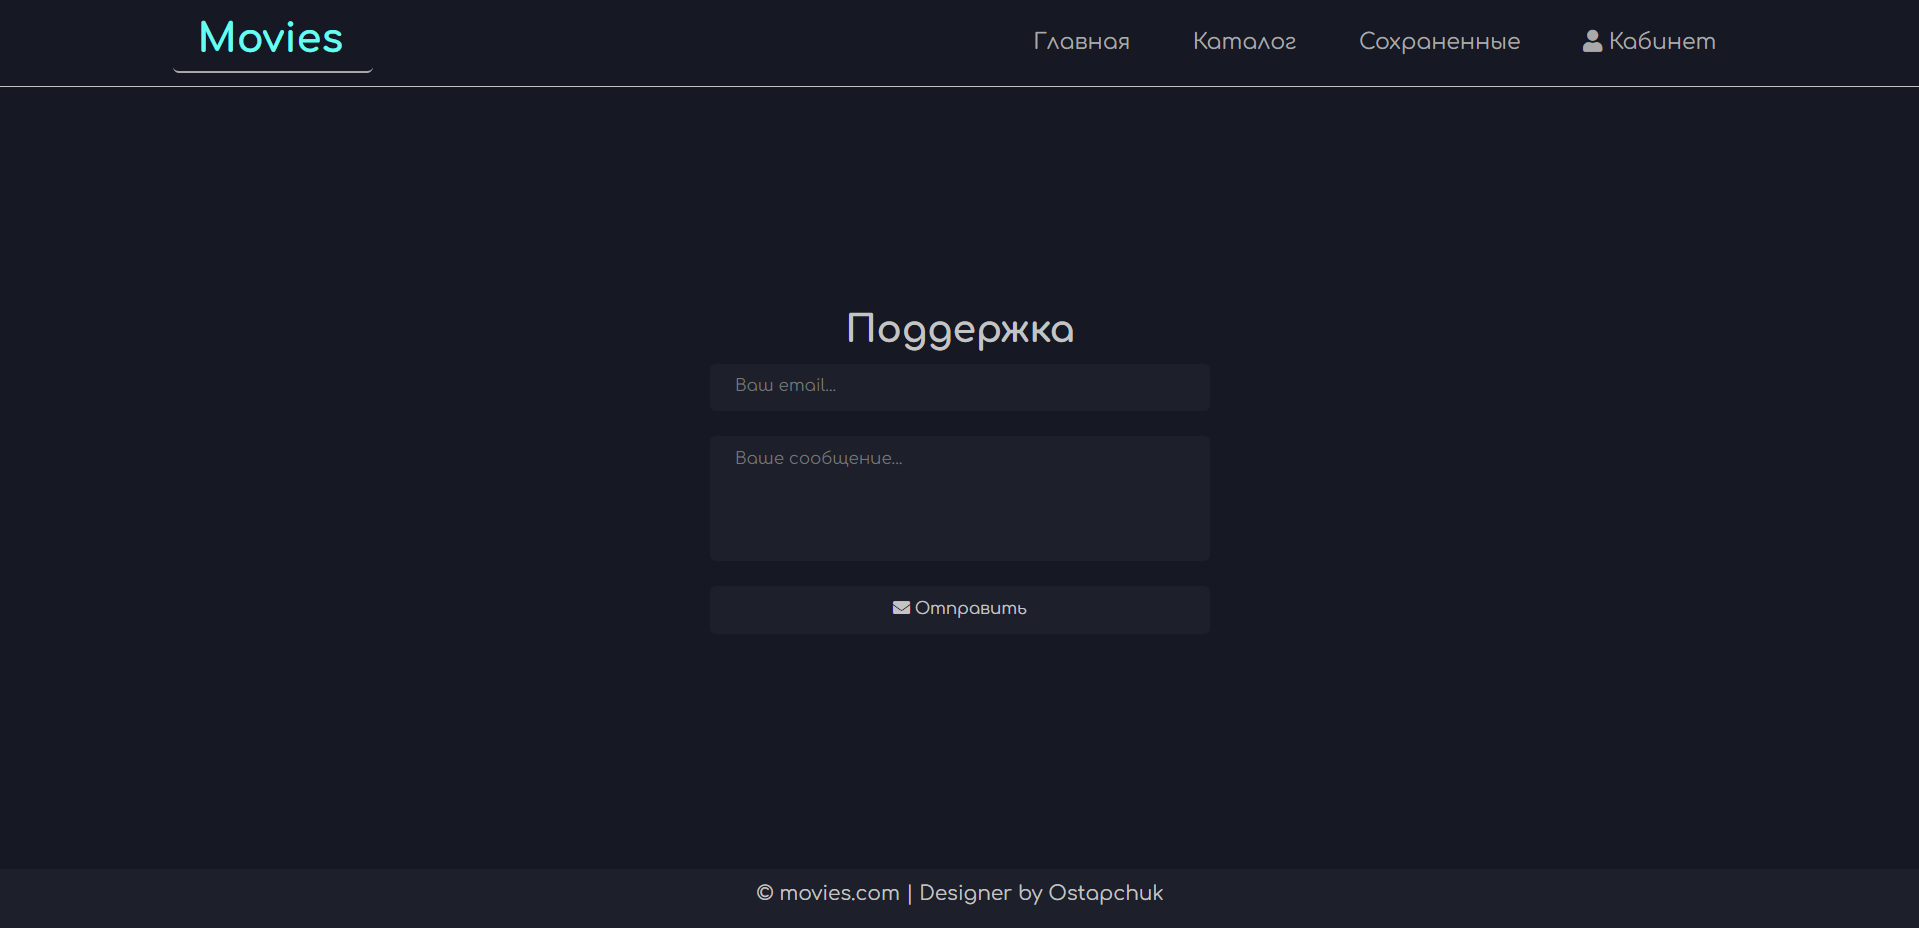 Movies
Главная
Каталог
Сохраненные
Кабинет
Поддержка
Ваш email...
Ваше сообщение...
Отправить
© movies.com | Designer by Ostapchuk